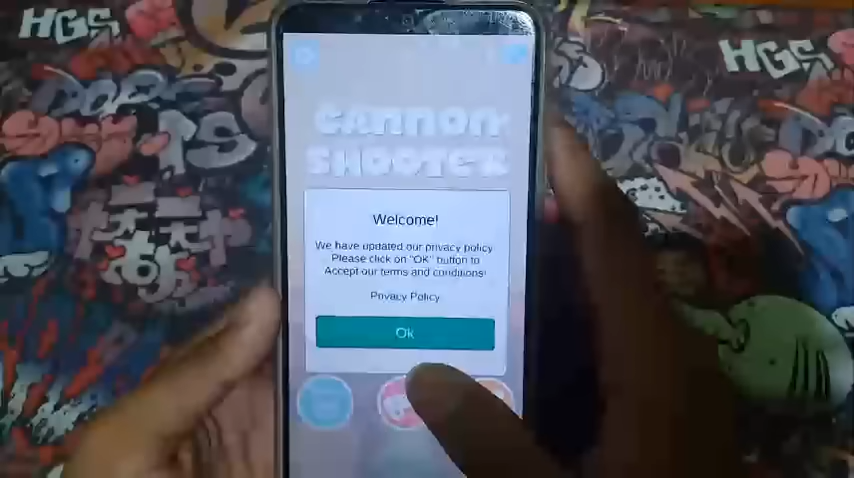 HGS
HGS
CANNON
SHOOTER
Welcome!
We have updated our privacy policy
Please click on "OK" button to
Accept our terms and conditions!
Privacy Policy
Ok